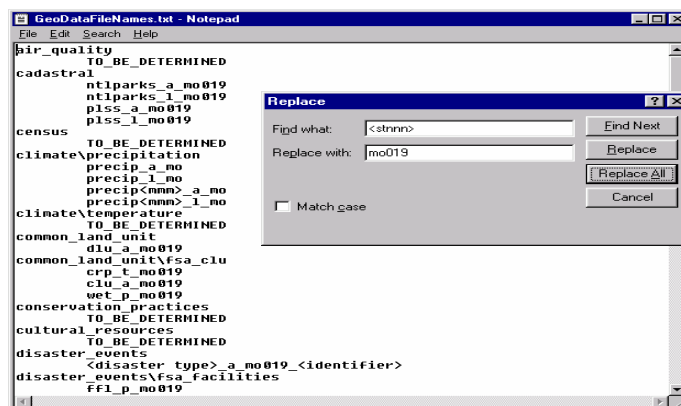 GeoDataFileNames.txt - Notepad
File Edit Search Help
air_quality
TO_BE_DETERMINED
cadastral
ntlparks_a_mo019
ntlparks_l_mo019
plss_a_mo019
plss_l_mo019
census
TO_BE_DETERMINED
climate\precipitation
precip_a_mo
precip_l_mo
precip<mmm>_a_mo
precip<mmm>_l_mo
climate\temperature
TO_BE_DETERMINED
common_land_unit
dlu_a_mo019
common_land_unit\fsa_clu
crp_t_mo019
clu_a_mo019
wet_p_mo019
conservation_practices
TO_BE_DETERMINED
cultural_resources
TO_BE_DETERMINED
disaster_events
<disaster type>_a_mo019_<identifier>
disaster_events\fsa_facilities
ffl_p_mo019
Replace
Find what: <stnnn>
Replace with: mo019
Match case
Find Next
Replace
Replace All
Cancel